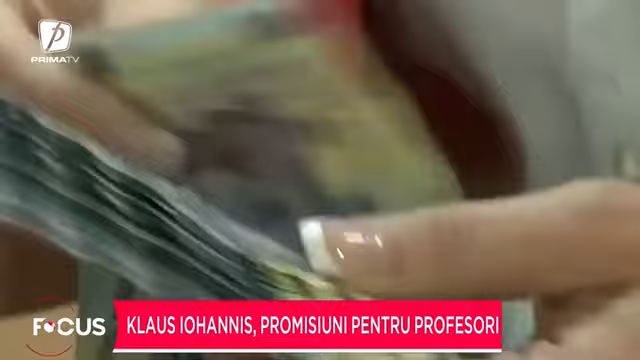 PRIMATV
FOCUS
KLAUS IOHANNIS, PROMISIUNI PENTRU PROFESORI